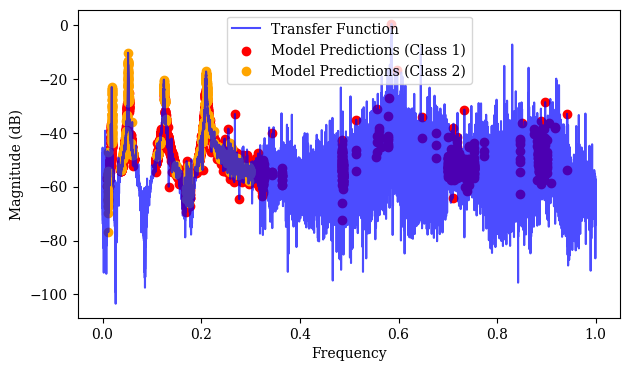 Transfer Function
Model Predictions (Class 1)
Model Predictions (Class 2)
Magnitude (dB)
0
−20
−40
−60
−80
−100
0.0 0.2 0.4 0.6 0.8 1.0
Frequency